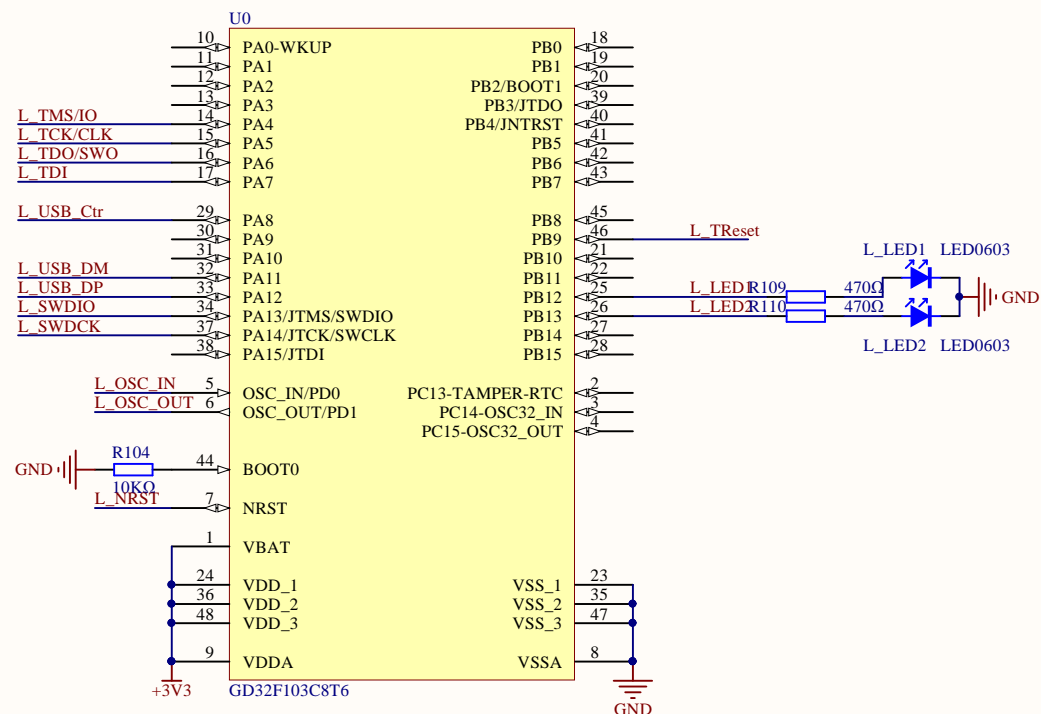 U0
10 PA0-WKUP PB0 18
11 PA1 PB1 19
12 PA2 PB2/BOOT1 20
13 PA3 PB3/JTDO 39
L_TMS/IO 14 PA4 PB4/JNTRST 40
L_TCK/CLK 15 PA5 PB5 41
L_TDO/SWO 16 PA6 PB6 42
L_TDI 17 PA7 PB7 43
L_USB_Ctr 29 PA8 PB8 45
30 PA9 PB9 46 L_TReset
31 PA10 PB10 21
L_LED1 LED0603
L_USB_DM 32 PA11 PB11 22
L_USB_DP 33 PA12 PB12 25 L_LED1 R109 470Ω GND
L_SWDIO 34 PA13/JTMS/SWDIO PB13 26 L_LED2 R110 470Ω
L_SWDCK 37 PA14/JTCK/SWCLK PB14 27
L_LED2 LED0603
38 PA15/JTDI PB15 28
L_OSC_IN 5 OSC_IN/PD0 PC13-TAMPER-RTC 2
L_OSC_OUT 6 OSC_OUT/PD1 PC14-OSC32_IN 3
PC15-OSC32_OUT 4
R104
GND 44 BOOT0
10KΩ
L_NRST 7 NRST
1 VBAT
24 VDD_1 VSS_1 23
36 VDD_2 VSS_2 35
48 VDD_3 VSS_3 47
9 VDDA VSSA 8
+3V3 GD32F103C8T6
GND